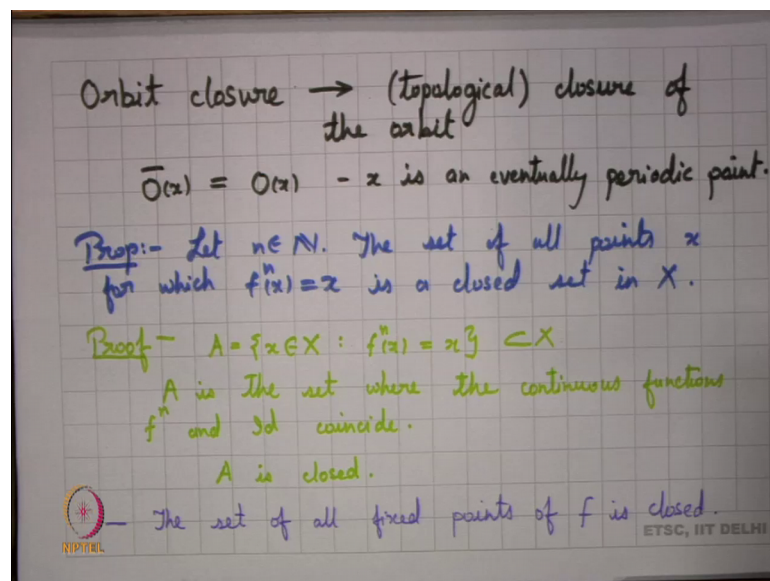 Orbit closure → (topological) closure of
the orbit
Ō(x) = O(x) - x is an eventually periodic point.
Prop:- Let n∈ℕ. The set of all points x
for which fⁿ(x) = x is a closed set in X.
Proof- A = {x∈X : fⁿ(x) = x} ⊂X
A is the set where the continuous functions
fⁿ and Id coincide.
A is closed.
- The set of all fixed points of f is closed.
ETSC, IIT DELHI
NPTEL